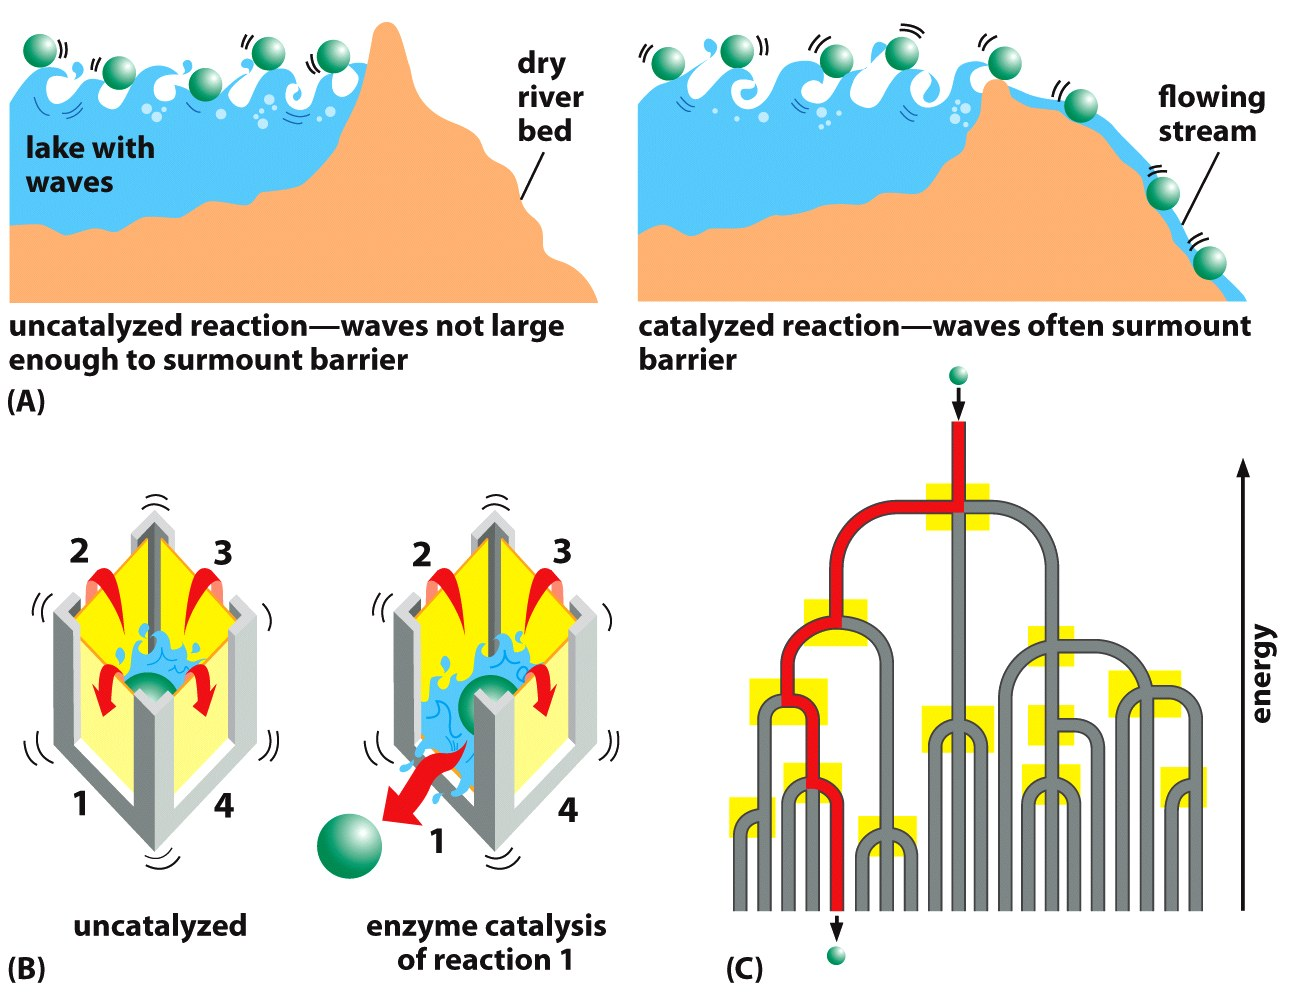 dry
river
bed
lake with
waves
flowing
stream
uncatalyzed reaction—waves not large
enough to surmount barrier
catalyzed reaction—waves often surmount
barrier
(A)
2
3
1
4
uncatalyzed
2
3
1
4
enzyme catalysis
of reaction 1
(B)
energy
(C)